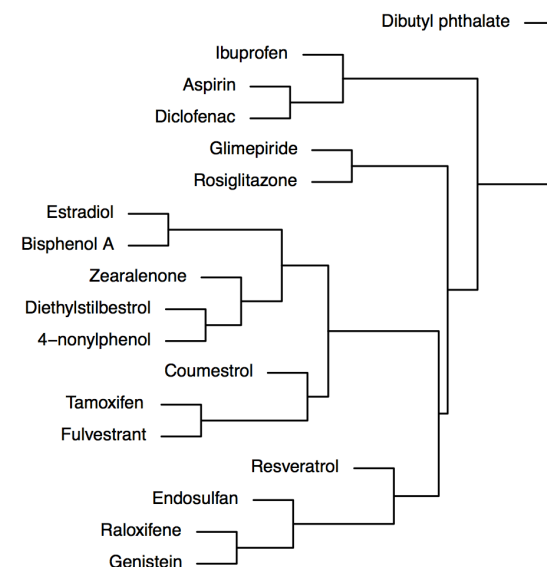 Dibutyl phthalate
Ibuprofen
Aspirin
Diclofenac
Glimepiride
Rosiglitazone
Estradiol
Bisphenol A
Zearalenone
Diethylstilbestrol
4−nonylphenol
Coumestrol
Tamoxifen
Fulvestrant
Resveratrol
Endosulfan
Raloxifene
Genistein